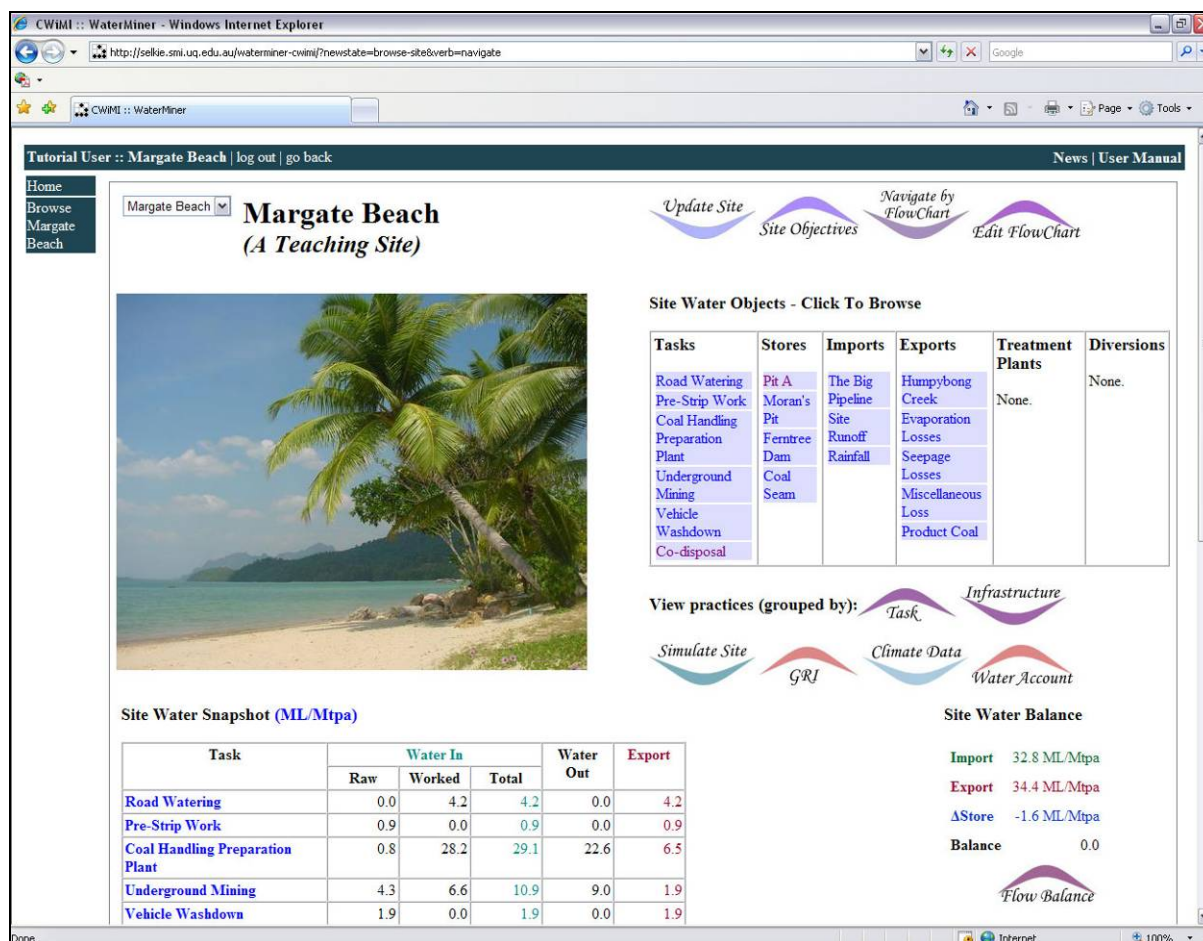 CWiMI :: WaterMiner - Windows Internet Explorer
http://selkie.smi.uq.edu.au/waterminer-cwimi/?newstate=browse-site&verb=navigate
Google
CWiMI :: WaterMiner
Page
Tools
Tutorial User :: Margate Beach | log out | go back
News | User Manual
Home
Browse
Margate
Beach
Margate Beach
Margate Beach
(A Teaching Site)
Update Site
Site Objectives
Navigate by
FlowChart
Edit FlowChart
Site Water Objects - Click To Browse
Tasks
Road Watering
Pre-Strip Work
Coal Handling
Preparation
Plant
Underground
Mining
Vehicle
Washdown
Co-disposal
Stores
Pit A
Moran's
Pit
Ferntree
Dam
Coal
Seam
Imports
The Big
Pipeline
Site
Runoff
Rainfall
Exports
Humpybong
Creek
Evaporation
Losses
Seepage
Losses
Miscellaneous
Loss
Product Coal
Treatment
Plants
None.
Diversions
None.
View practices (grouped by):
Task
Infrastructure
Simulate Site
GRI
Climate Data
Water Account
Site Water Snapshot (ML/Mtpa)
Task Water In Water Out Export
Raw Worked Total
Road Watering 0.0 4.2 4.2 0.0 4.2
Pre-Strip Work 0.9 0.0 0.9 0.0 0.9
Coal Handling Preparation
Plant 0.8 28.2 29.1 22.6 6.5
Underground Mining 4.3 6.6 10.9 9.0 1.9
Vehicle Washdown 1.9 0.0 1.9 0.0 1.9
Site Water Balance
Import 32.8 ML/Mtpa
Export 34.4 ML/Mtpa
ΔStore -1.6 ML/Mtpa
Balance 0.0
Flow Balance
Done
Internet
100%